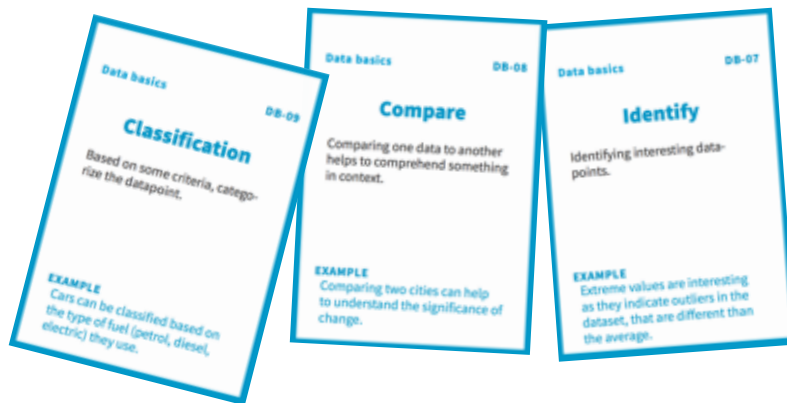 Data basics
DB-09
Classification
Based on some criteria, catego-
rize the datapoint.
EXAMPLE
Cars can be classified based on
the type of fuel (petrol, diesel,
electric) they use.
Data basics
DB-08
Compare
Comparing one data to another
helps to comprehend something
in context.
EXAMPLE
Comparing two cities can help
to understand the significance of
change.
Data basics
DB-07
Identify
Identifying interesting data-
points.
EXAMPLE
Extreme values are interesting
as they indicate outliers in the
dataset, that are different than
the average.